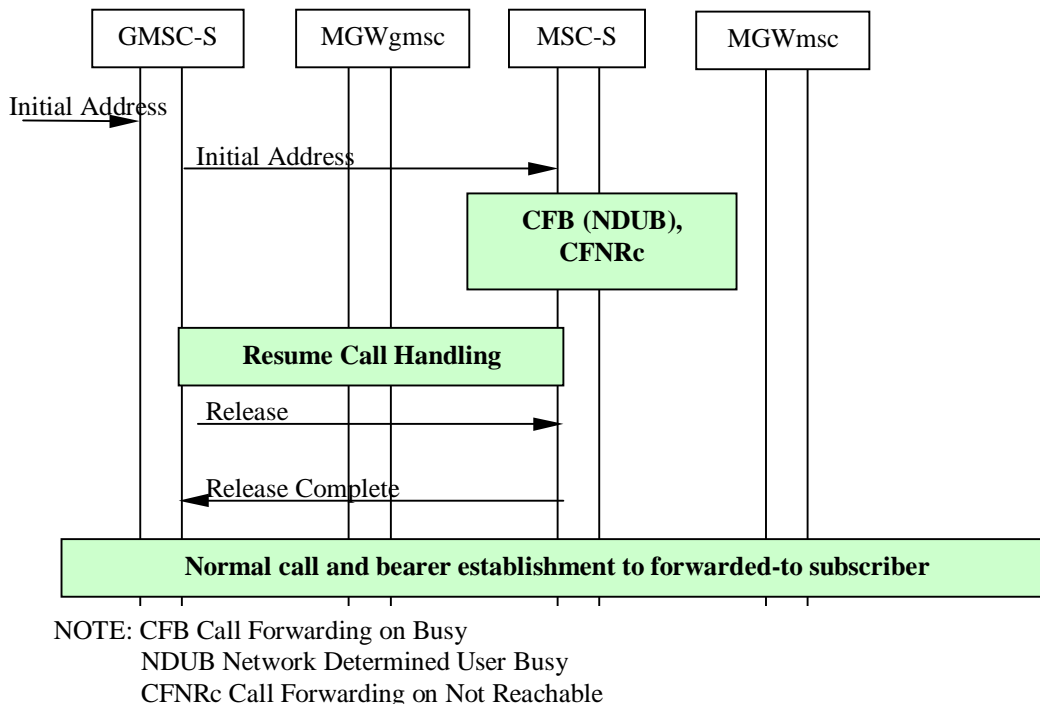 GMSC-S
MGWgmsc
MSC-S
MGWmsc
Initial Address
Initial Address
CFB (NDUB),
CFNRc
Resume Call Handling
Release
Release Complete
Normal call and bearer establishment to forwarded-to subscriber
NOTE: CFB Call Forwarding on Busy
NDUB Network Determined User Busy
CFNRc Call Forwarding on Not Reachable